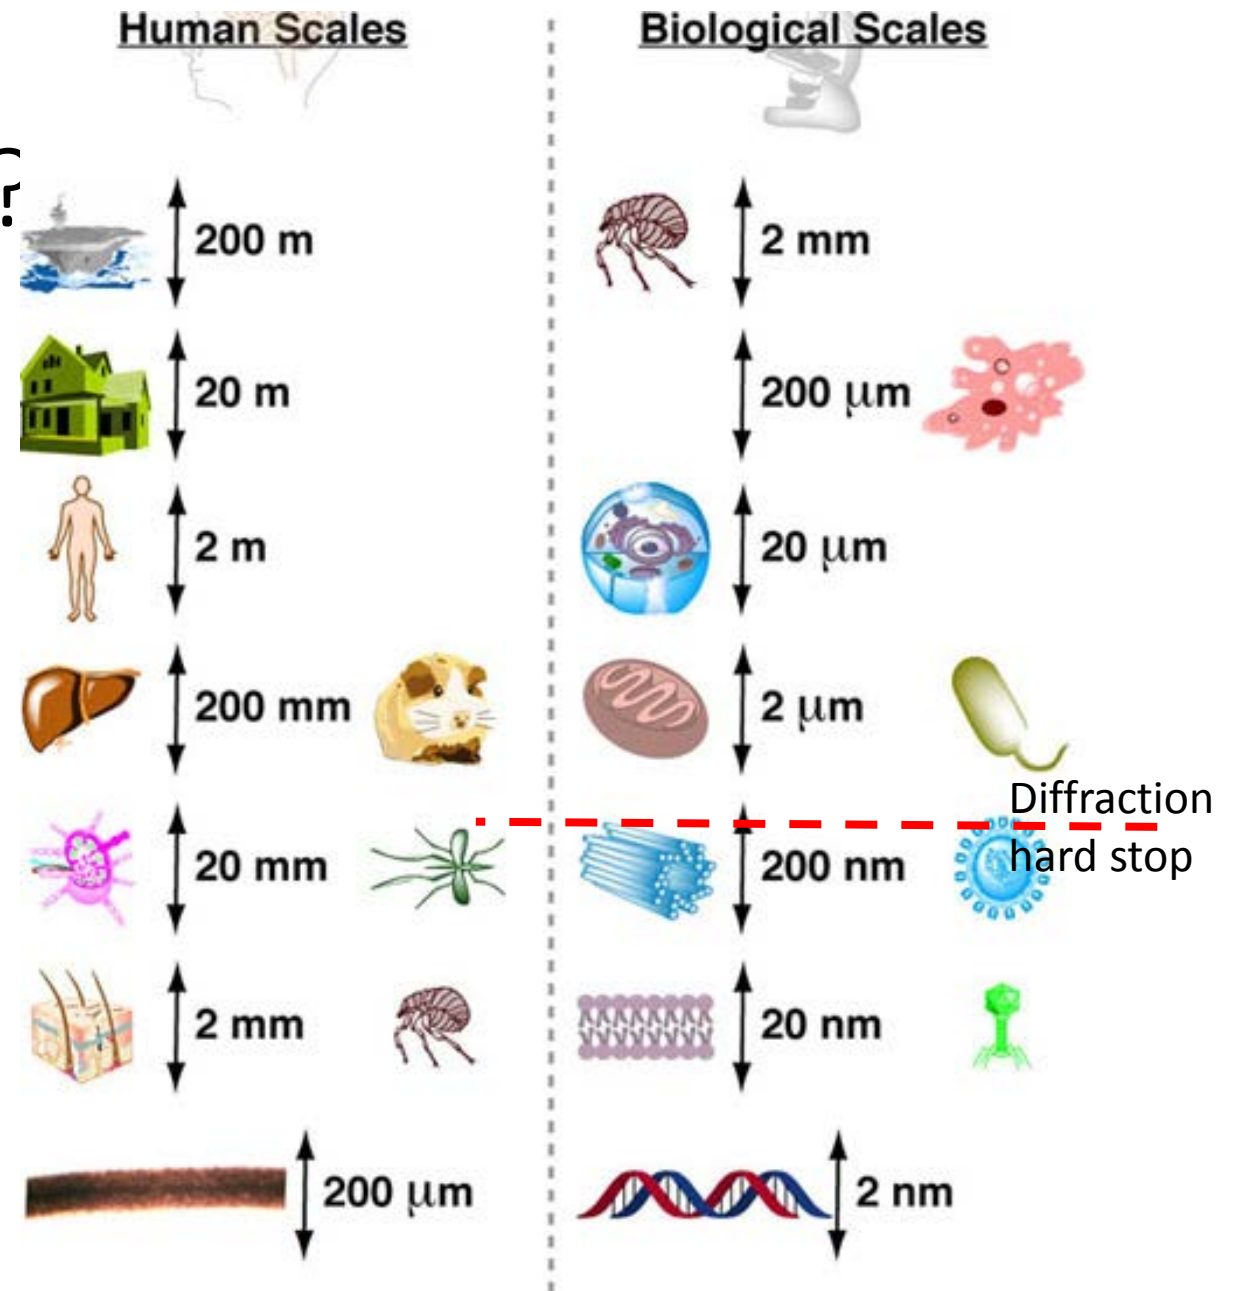 Human Scales
Biological Scales
?
200 m
2 mm
20 m
200 μm
2 m
20 μm
200 mm
2 μm
Diffraction
hard stop
20 mm
200 nm
2 mm
20 nm
200 μm
2 nm